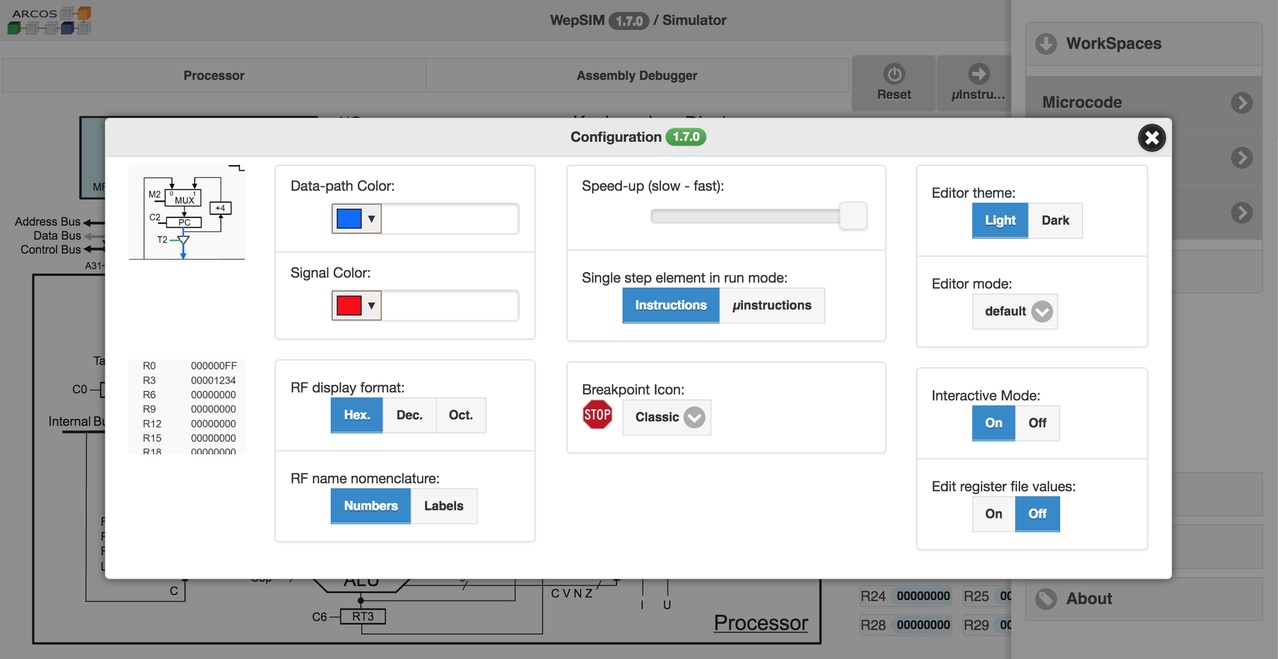 ARCOS
WepSIM 1.7.0 / Simulator
WorkSpaces
Processor
Assembly Debugger
Reset
µInstru...
Microcode
Configuration 1.7.0
M2
0
1
MUX
+4
C2
PC
T2
Data-path Color:
Signal Color:
Speed-up (slow - fast):
Single step element in run mode:
Instructions
µinstructions
Editor theme:
Light
Dark
Editor mode:
default
Address Bus
Data Bus
Control Bus
A31-
R0 000000FF
R3 00001234
R6 00000000
R9 00000000
R12 00000000
R15 00000000
R18 00000000
RF display format:
Hex.
Dec.
Oct.
RF name nomenclature:
Numbers
Labels
Breakpoint Icon:
STOP
Classic
Interactive Mode:
On
Off
Edit register file values:
On
Off
C0
Internal
C
ALU
C V N Z
I
U
C6
RT3
Processor
R24 00000000 R25
R28 00000000 R29
About